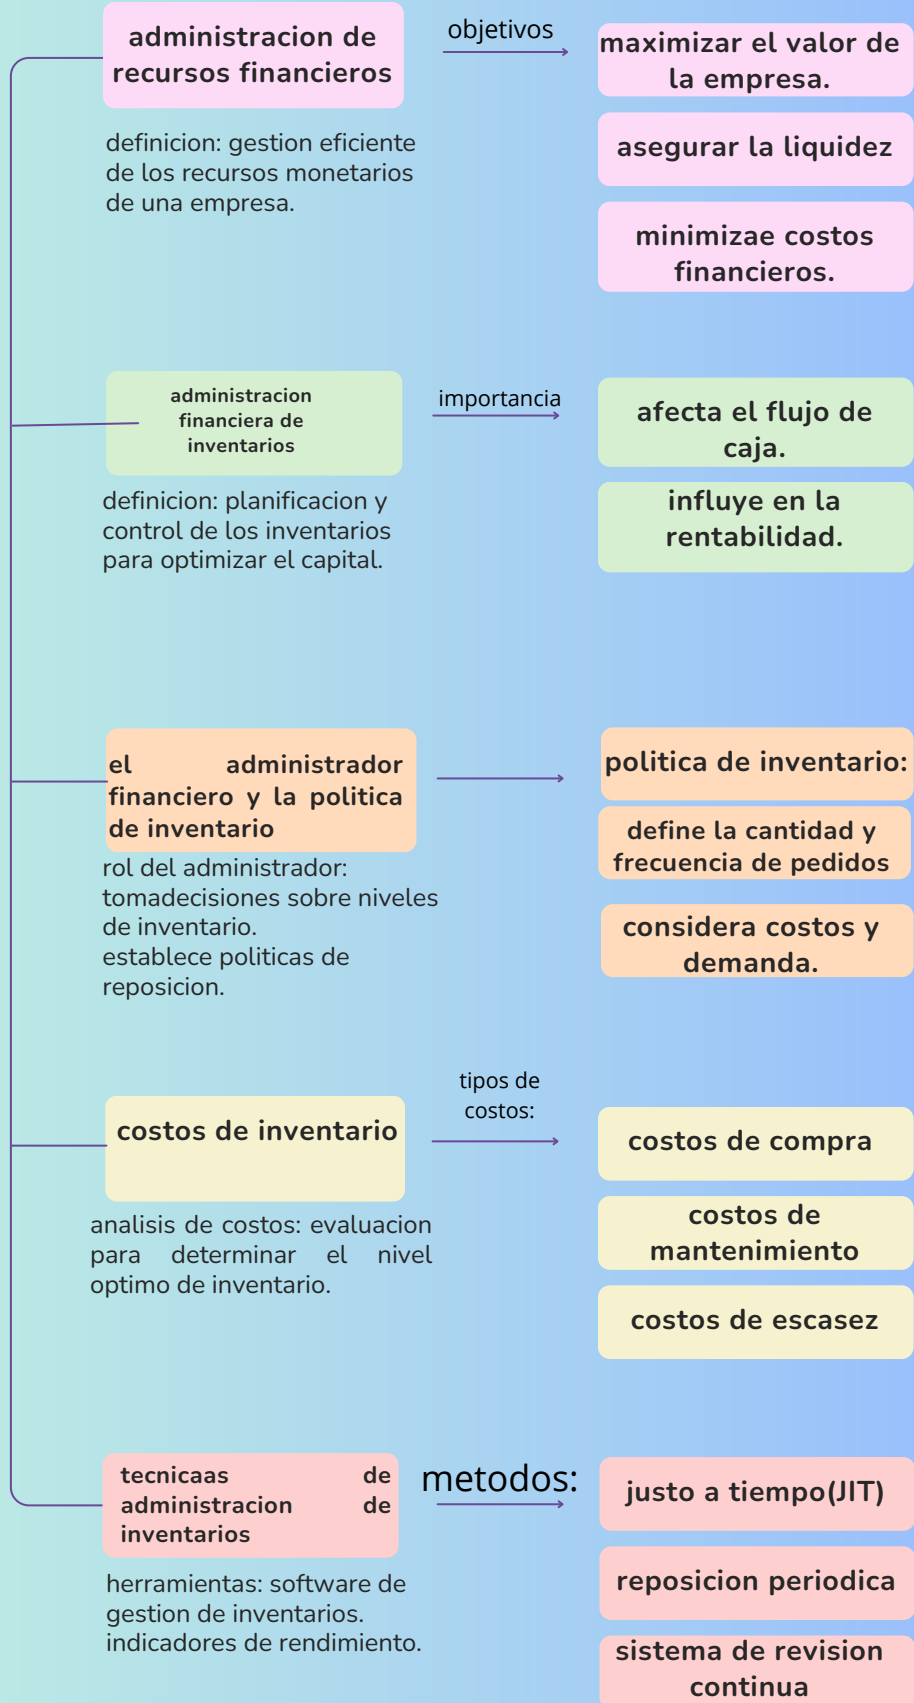 administracion de
recursos financieros
objetivos
maximizar el valor de
la empresa.
asegurar la liquidez
minimizae costos
financieros.
definicion: gestion eficiente
de los recursos monetarios
de una empresa.
administracion
financiera de
inventarios
importancia
afecta el flujo de
caja.
influye en la
rentabilidad.
definicion: planificacion y
control de los inventarios
para optimizar el capital.
el administrador
financiero y la politica
de inventario
politica de inventario:
define la cantidad y
frecuencia de pedidos
considera costos y
demanda.
rol del administrador:
tomadecisiones sobre niveles
de inventario.
establece politicas de
reposicion.
costos de inventario
tipos de
costos:
costos de compra
costos de
mantenimiento
costos de escasez
analisis de costos: evaluacion
para determinar el nivel
optimo de inventario.
tecnicaas de
administracion de
inventarios
metodos:
justo a tiempo(JIT)
reposicion periodica
sistema de revision
continua
herramientas: software de
gestion de inventarios.
indicadores de rendimiento.